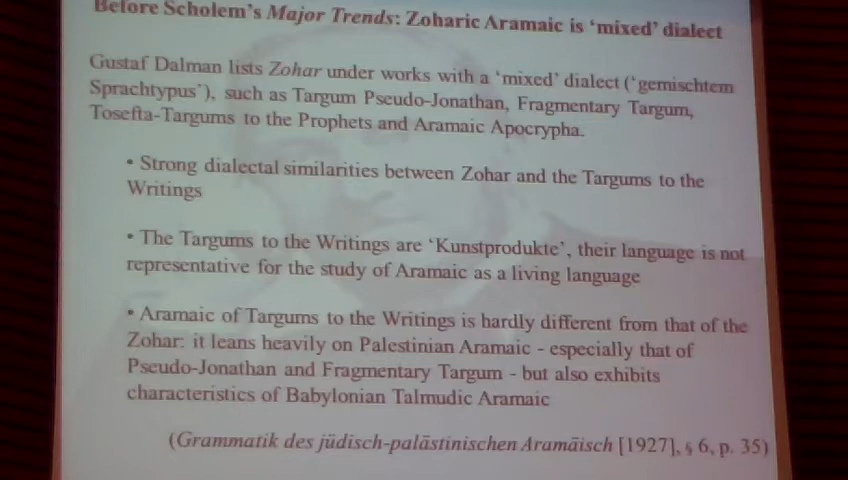 Before Scholem's Major Trends: Zoharic Aramaic is 'mixed' dialect
Gustaf Dalman lists Zohar under works with a 'mixed' dialect ('gemischtem
Sprachtypus'), such as Targum Pseudo-Jonathan, Fragmentary Targum,
Tosefta-Targums to the Prophets and Aramaic Apocrypha.
• Strong dialectal similarities between Zohar and the Targums to the
Writings
• The Targums to the Writings are 'Kunstprodukte', their language is not
representative for the study of Aramaic as a living language
• Aramaic of Targums to the Writings is hardly different from that of the
Zohar: it leans heavily on Palestinian Aramaic - especially that of
Pseudo-Jonathan and Fragmentary Targum - but also exhibits
characteristics of Babylonian Talmudic Aramaic
(Grammatik des jüdisch-palästinischen Aramäisch [1927], § 6, p. 35)